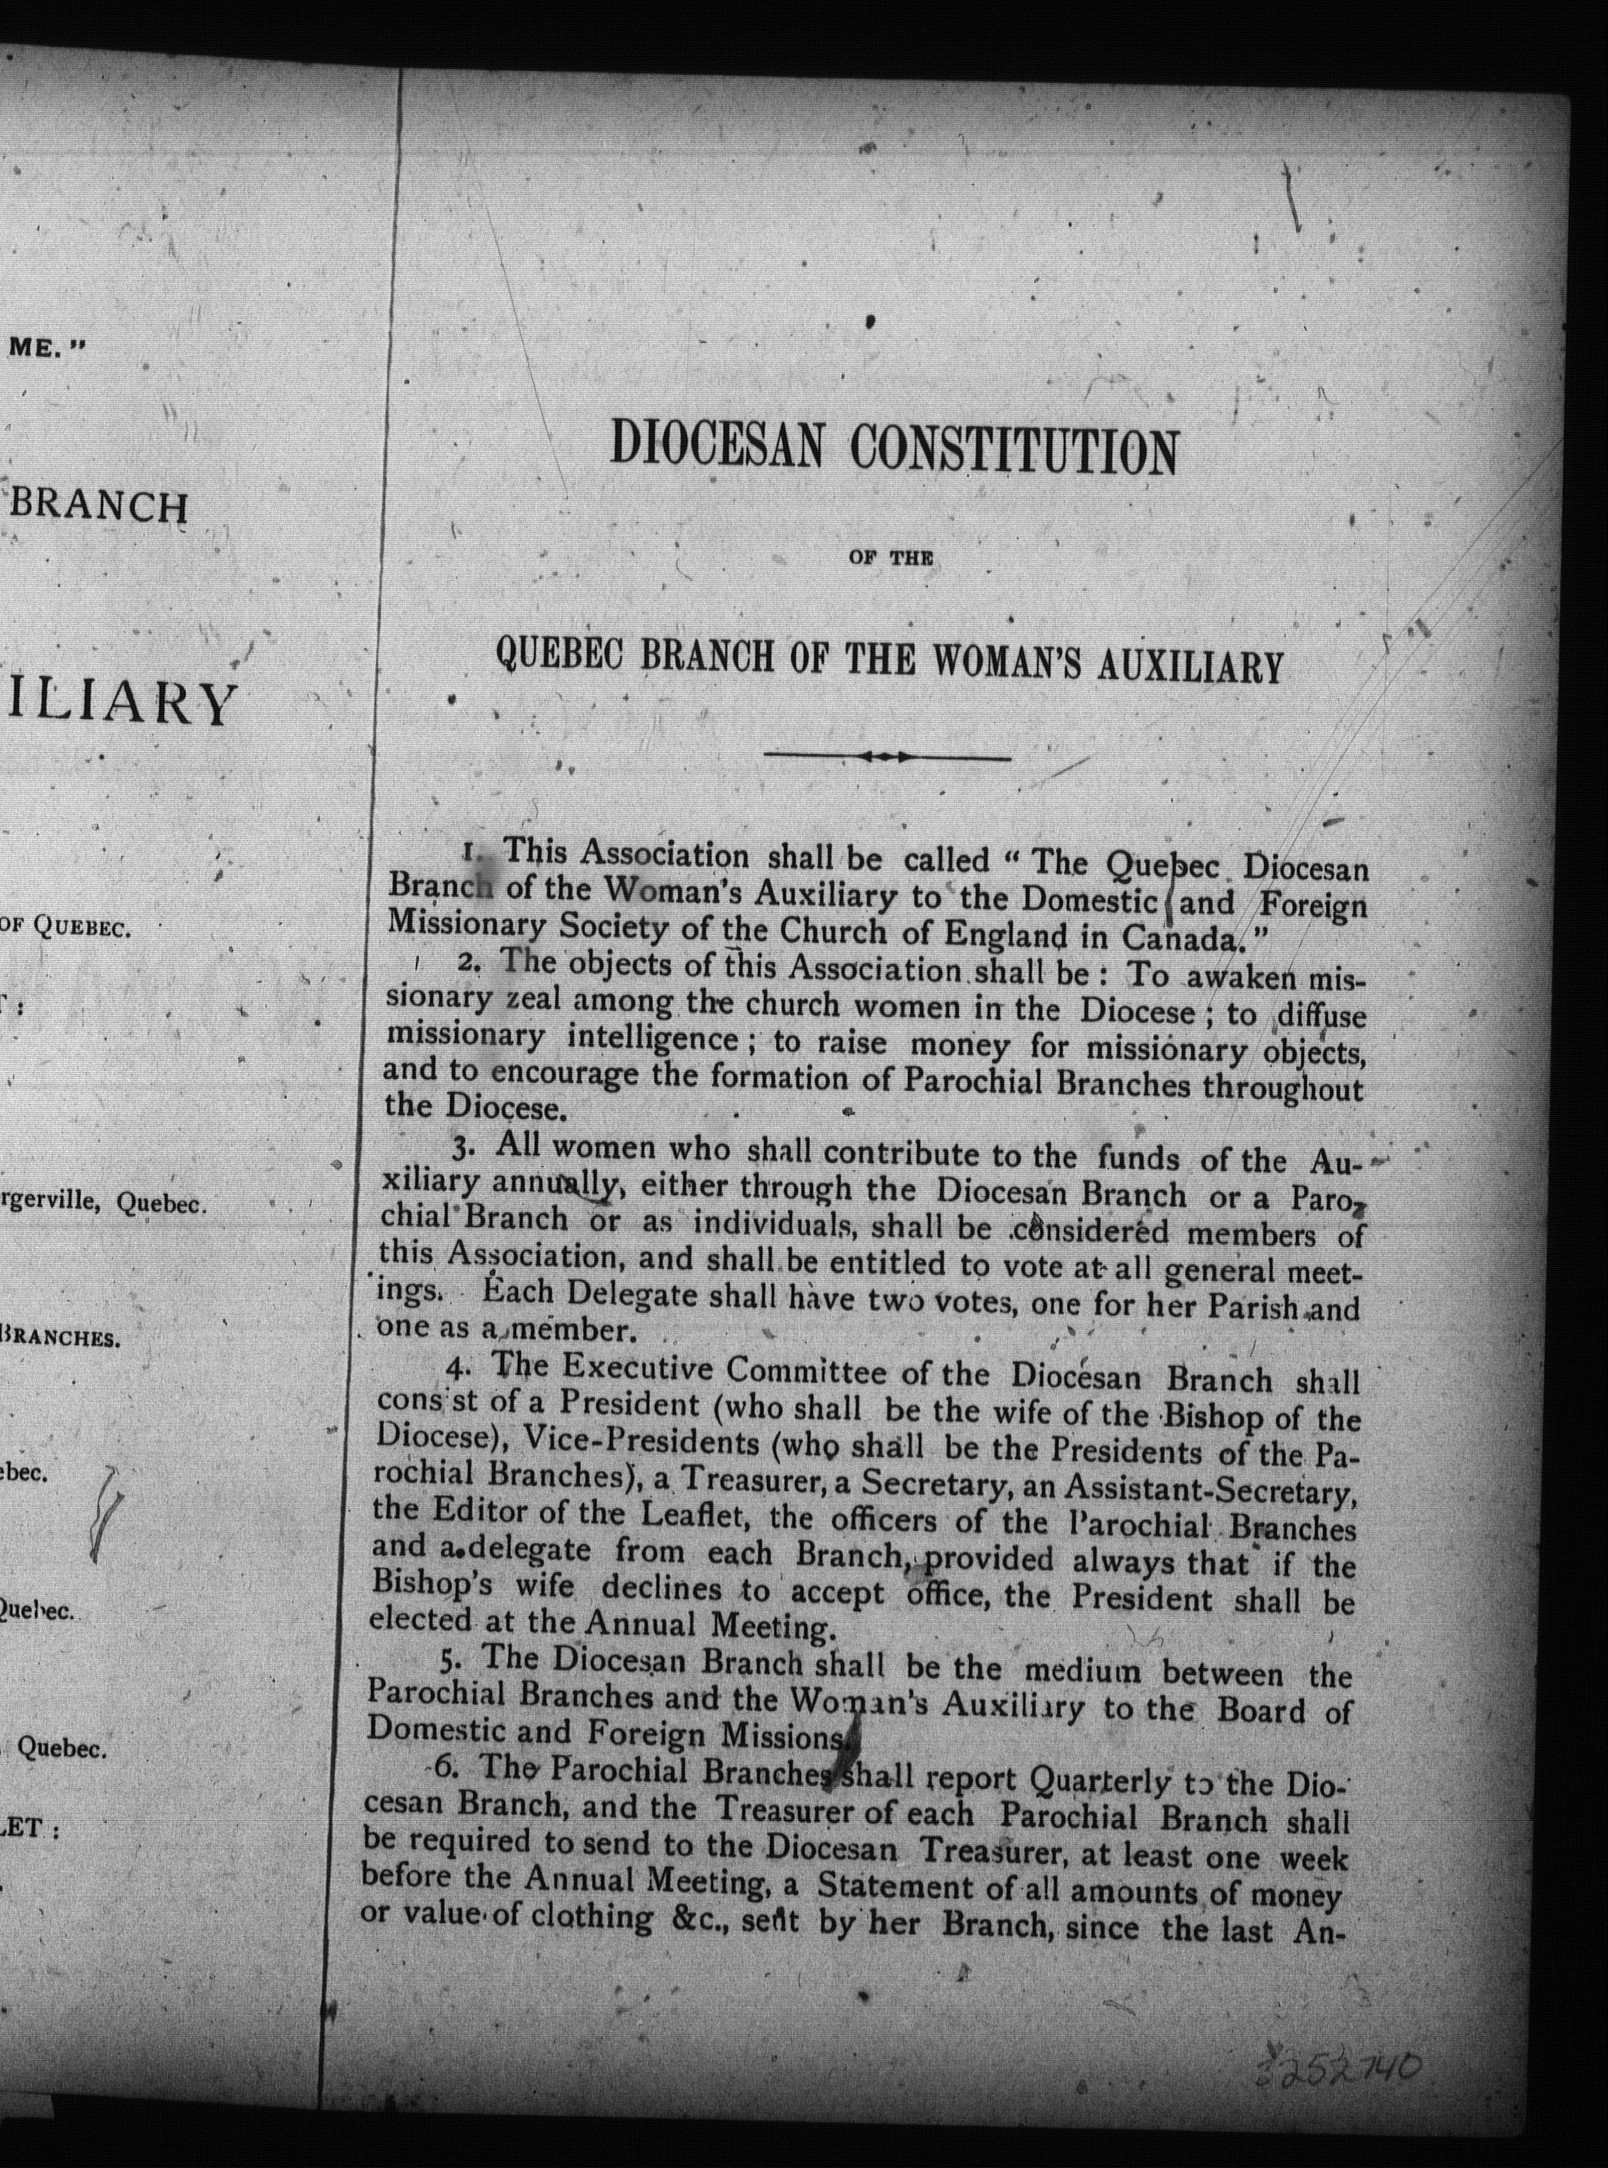 ME."
BRANCH
ILIARY
OF QUEBEC.
:
rgerville, Quebec.
BRANCHES.
ebec.
Quebec.
Quebec.
LET :
DIOCESAN CONSTITUTION
OF THE
QUEBEC BRANCH OF THE WOMAN'S AUXILIARY
1. This Association shall be called "The Quebec Diocesan
Branch of the Woman's Auxiliary to the Domestic and Foreign
Missionary Society of the Church of England in Canada."
2. The objects of this Association shall be : To awaken mis-
sionary zeal among the church women in the Diocese ; to diffuse
missionary intelligence ; to raise money for missionary objects,
and to encourage the formation of Parochial Branches throughout
the Diocese.
3. All women who shall contribute to the funds of the Au-
xiliary annually, either through the Diocesan Branch or a Paro-
chial Branch or as individuals, shall be considered members of
this Association, and shall be entitled to vote at all general meet-
ings. Each Delegate shall have two votes, one for her Parish and
one as a member.
4. The Executive Committee of the Diocesan Branch shall
consist of a President (who shall be the wife of the Bishop of the
Diocese), Vice-Presidents (who shall be the Presidents of the Pa-
rochial Branches), a Treasurer, a Secretary, an Assistant-Secretary,
the Editor of the Leaflet, the officers of the Parochial Branches
and a delegate from each Branch, provided always that if the
Bishop's wife declines to accept office, the President shall be
elected at the Annual Meeting.
5. The Diocesan Branch shall be the medium between the
Parochial Branches and the Woman's Auxiliary to the Board of
Domestic and Foreign Missions.
6. The Parochial Branches shall report Quarterly to the Dio-
cesan Branch, and the Treasurer of each Parochial Branch shall
be required to send to the Diocesan Treasurer, at least one week
before the Annual Meeting, a Statement of all amounts of money
or value of clothing &c., sent by her Branch, since the last An-
252740